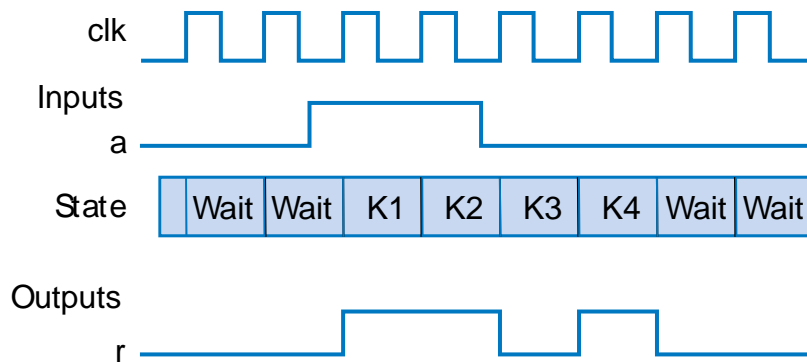 clk
Inputs
a
State Wait Wait K1 K2 K3 K4 Wait Wait
Outputs
r